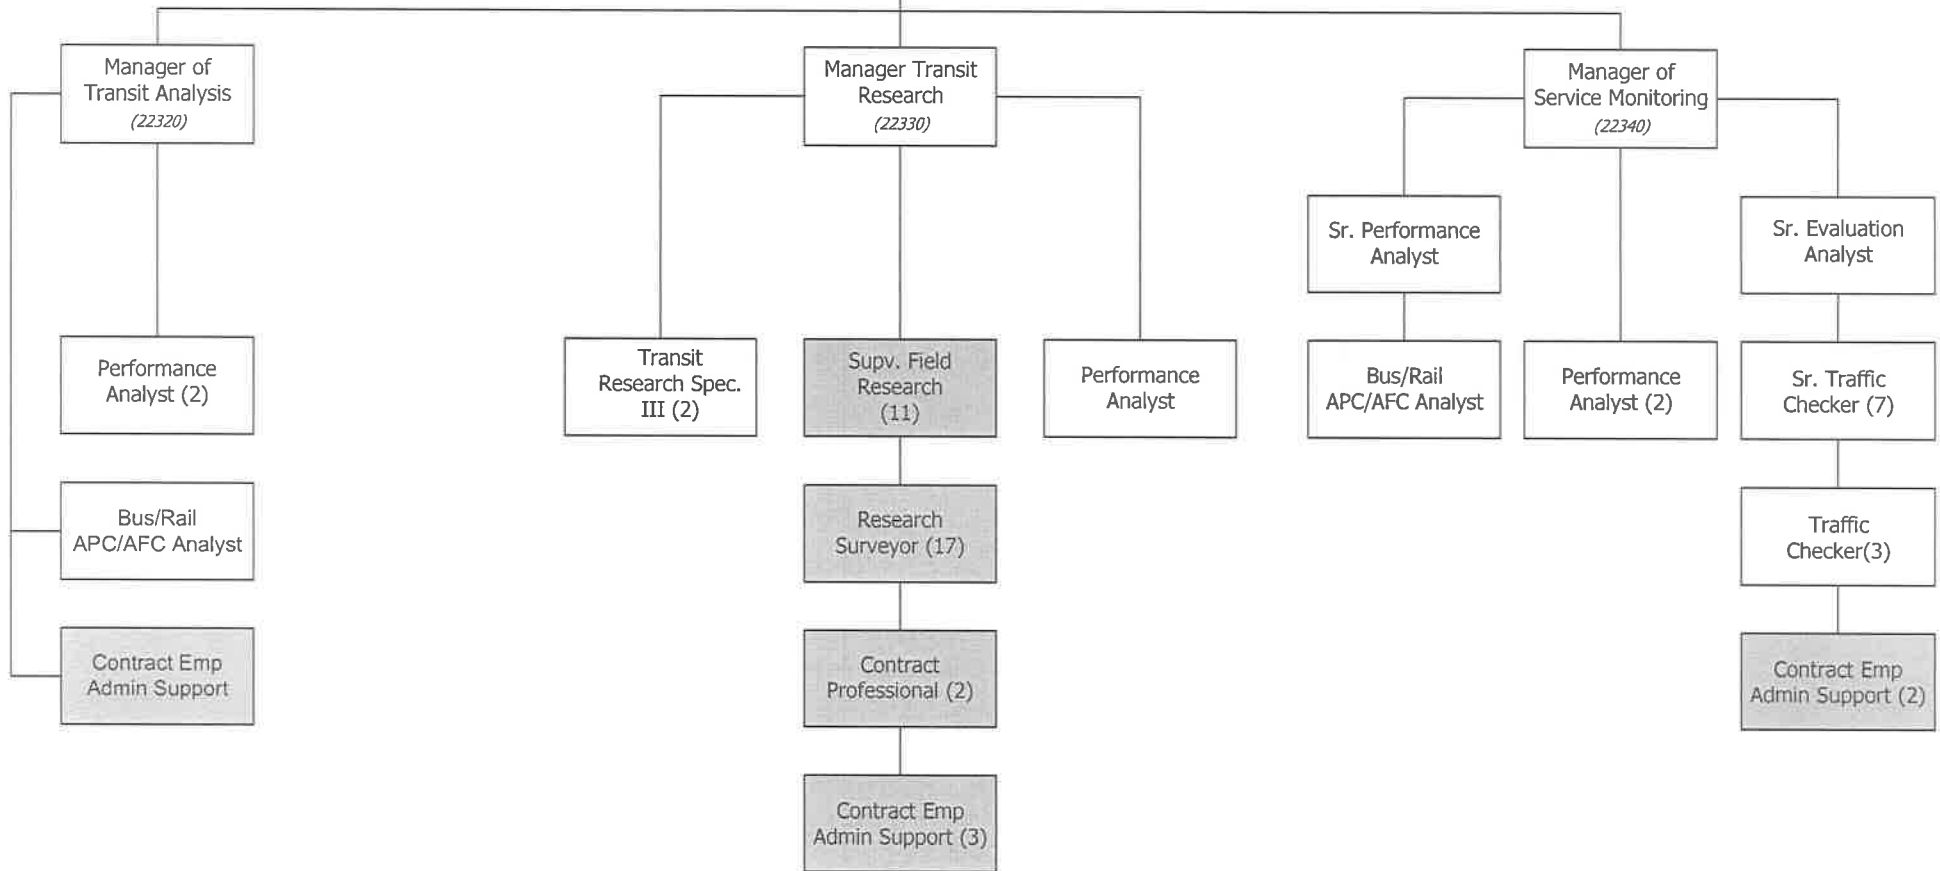 Manager of
Transit Analysis
(22320)
Manager Transit
Research
(22330)
Manager of
Service Monitoring
(22340)
Sr. Performance
Analyst
Sr. Evaluation
Analyst
Performance
Analyst (2)
Transit
Research Spec.
III (2)
Supv. Field
Research
(11)
Performance
Analyst
Bus/Rail
APC/AFC Analyst
Performance
Analyst (2)
Sr. Traffic
Checker (7)
Bus/Rail
APC/AFC Analyst
Research
Surveyor (17)
Traffic
Checker(3)
Contract Emp
Admin Support
Contract
Professional (2)
Contract Emp
Admin Support (2)
Contract Emp
Admin Support (3)